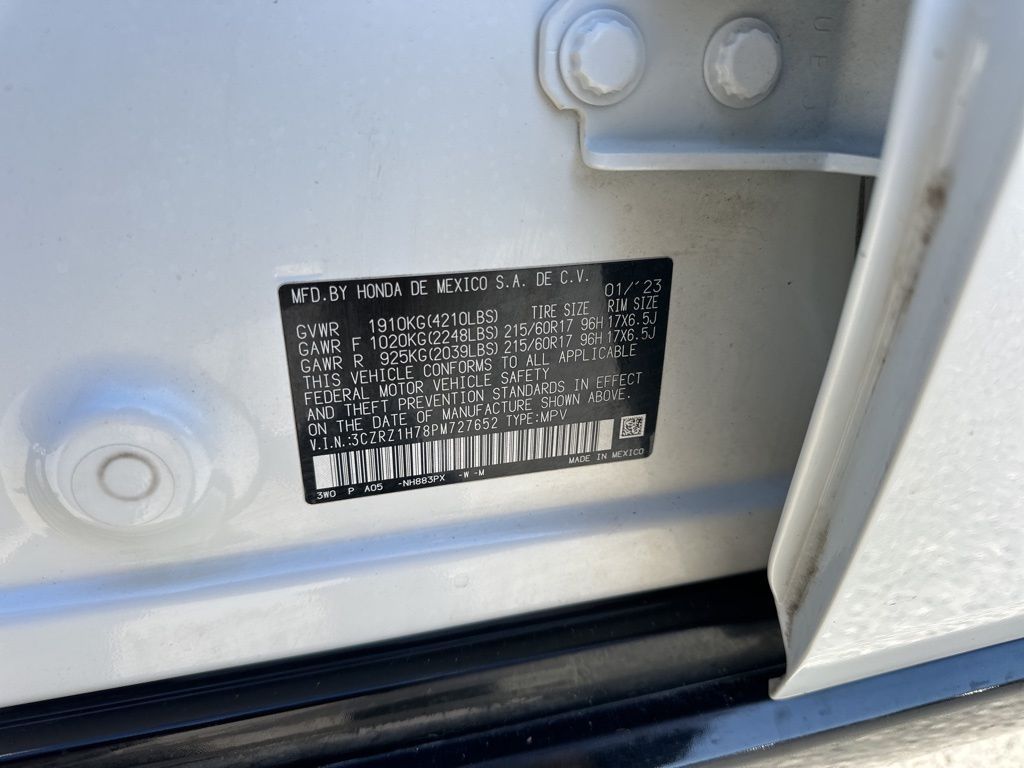 MFD.BY HONDA DE MEXICO S.A. DE C.V. 01/'23
GVWR 1910KG(4210LBS) TIRE SIZE RIM SIZE
GAWR F 1020KG(2248LBS) 215/60R17 96H 17X6.5J
GAWR R 925KG(2039LBS) 215/60R17 96H 17X6.5J
THIS VEHICLE CONFORMS TO ALL APPLICABLE
FEDERAL MOTOR VEHICLE SAFETY
AND THEFT PREVENTION STANDARDS IN EFFECT
ON THE DATE OF MANUFACTURE SHOWN ABOVE.
V.I.N.:3CZRZ1H78PM727652 TYPE:MPV
MADE IN MEXICO
3W0 P A05 -NH883PX -W -M